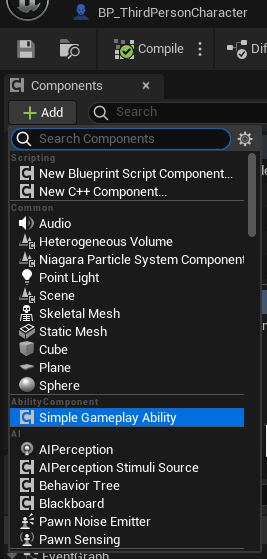 BP_ThirdPersonCharacter
Compile
Components
Add
Search
Search Components
Scripting
New Blueprint Script Component...
New C++ Component...
Common
Audio
Heterogeneous Volume
Niagara Particle System Component
Point Light
Scene
Skeletal Mesh
Static Mesh
Cube
Plane
Sphere
AbilityComponent
Simple Gameplay Ability
AI
AIPerception
AIPerception Stimuli Source
Behavior Tree
Blackboard
Pawn Noise Emitter
Pawn Sensing
EventGraph